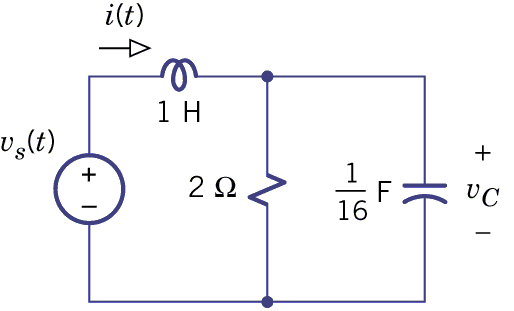 i(t)
1 H
v_s(t)
+
−
2 Ω
1/16 F
+
v_C
−